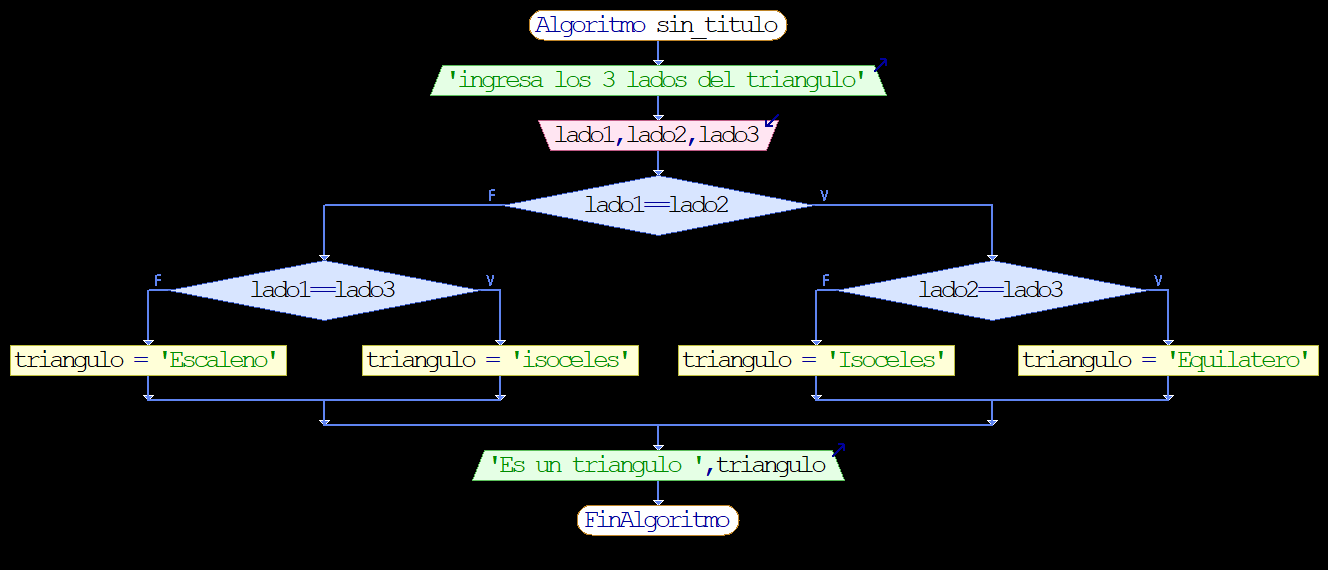 Algoritmo sin_titulo
'ingresa los 3 lados del triangulo'
lado1,lado2,lado3
F
V
lado1==lado2
F
V
lado1==lado3
F
V
lado2==lado3
triangulo = 'Escaleno'
triangulo = 'isoceles'
triangulo = 'Isoceles'
triangulo = 'Equilatero'
'Es un triangulo ',triangulo
FinAlgoritmo